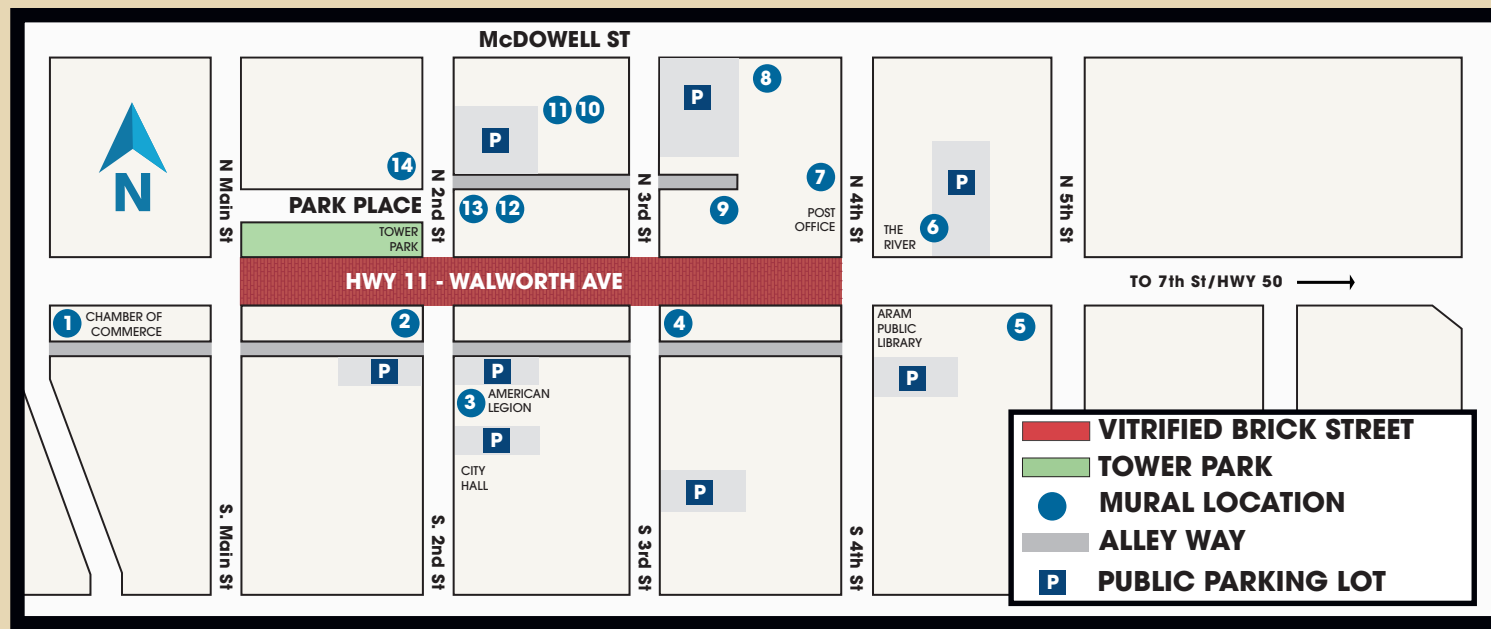 McDOWELL ST
P
8
11
10
P
14
N
N Main St
PARK PLACE
N 2nd St
13
12
N 3rd St
9
7
POST
OFFICE
N 4th St
P
THE
RIVER
6
N 5th St
TOWER
PARK
HWY 11 - WALWORTH AVE
TO 7th St/HWY 50
1
CHAMBER OF
COMMERCE
2
4
ARAM
PUBLIC
LIBRARY
5
P
P
P
3
AMERICAN
LEGION
P
CITY
HALL
P
S. Main St
S. 2nd St
S 3rd St
S 4th St
VITRIFIED BRICK STREET
TOWER PARK
MURAL LOCATION
ALLEY WAY
P
PUBLIC PARKING LOT